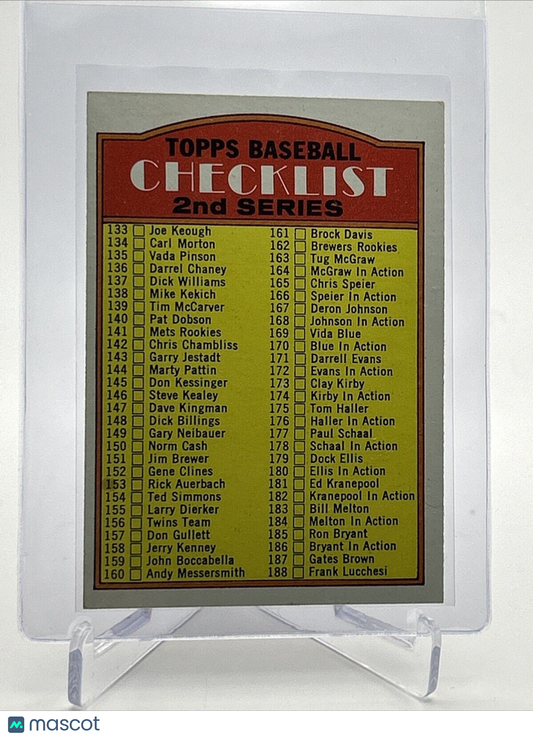 TOPPS BASEBALL
CHECKLIST
2nd SERIES
133 Joe Keough
134 Carl Morton
135 Vada Pinson
136 Darrel Chaney
137 Dick Williams
138 Mike Kekich
139 Tim McCarver
140 Pat Dobson
141 Mets Rookies
142 Chris Chambliss
143 Garry Jestadt
144 Marty Pattin
145 Don Kessinger
146 Steve Kealey
147 Dave Kingman
148 Dick Billings
149 Gary Neibauer
150 Norm Cash
151 Jim Brewer
152 Gene Clines
153 Rick Auerbach
154 Ted Simmons
155 Larry Dierker
156 Twins Team
157 Don Gullett
158 Jerry Kenney
159 John Boccabella
160 Andy Messersmith
161 Brock Davis
162 Brewers Rookies
163 Tug McGraw
164 McGraw In Action
165 Chris Speier
166 Speier In Action
167 Deron Johnson
168 Johnson In Action
169 Vida Blue
170 Blue In Action
171 Darrell Evans
172 Evans In Action
173 Clay Kirby
174 Kirby In Action
175 Tom Haller
176 Haller In Action
177 Paul Schaal
178 Schaal In Action
179 Dock Ellis
180 Ellis In Action
181 Ed Kranepool
182 Kranepool In Action
183 Bill Melton
184 Melton In Action
185 Ron Bryant
186 Bryant In Action
187 Gates Brown
188 Frank Lucchesi
mascot